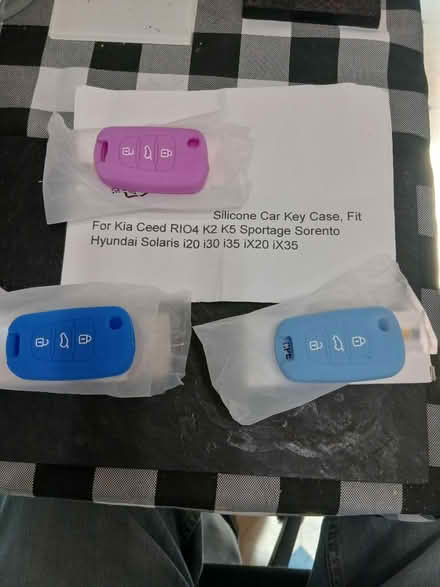 Silicone Car Key Case, Fit
For Kia Ceed RIO4 K2 K5 Sportage Sorento
Hyundai Solaris i20 i30 i35 iX20 iX35